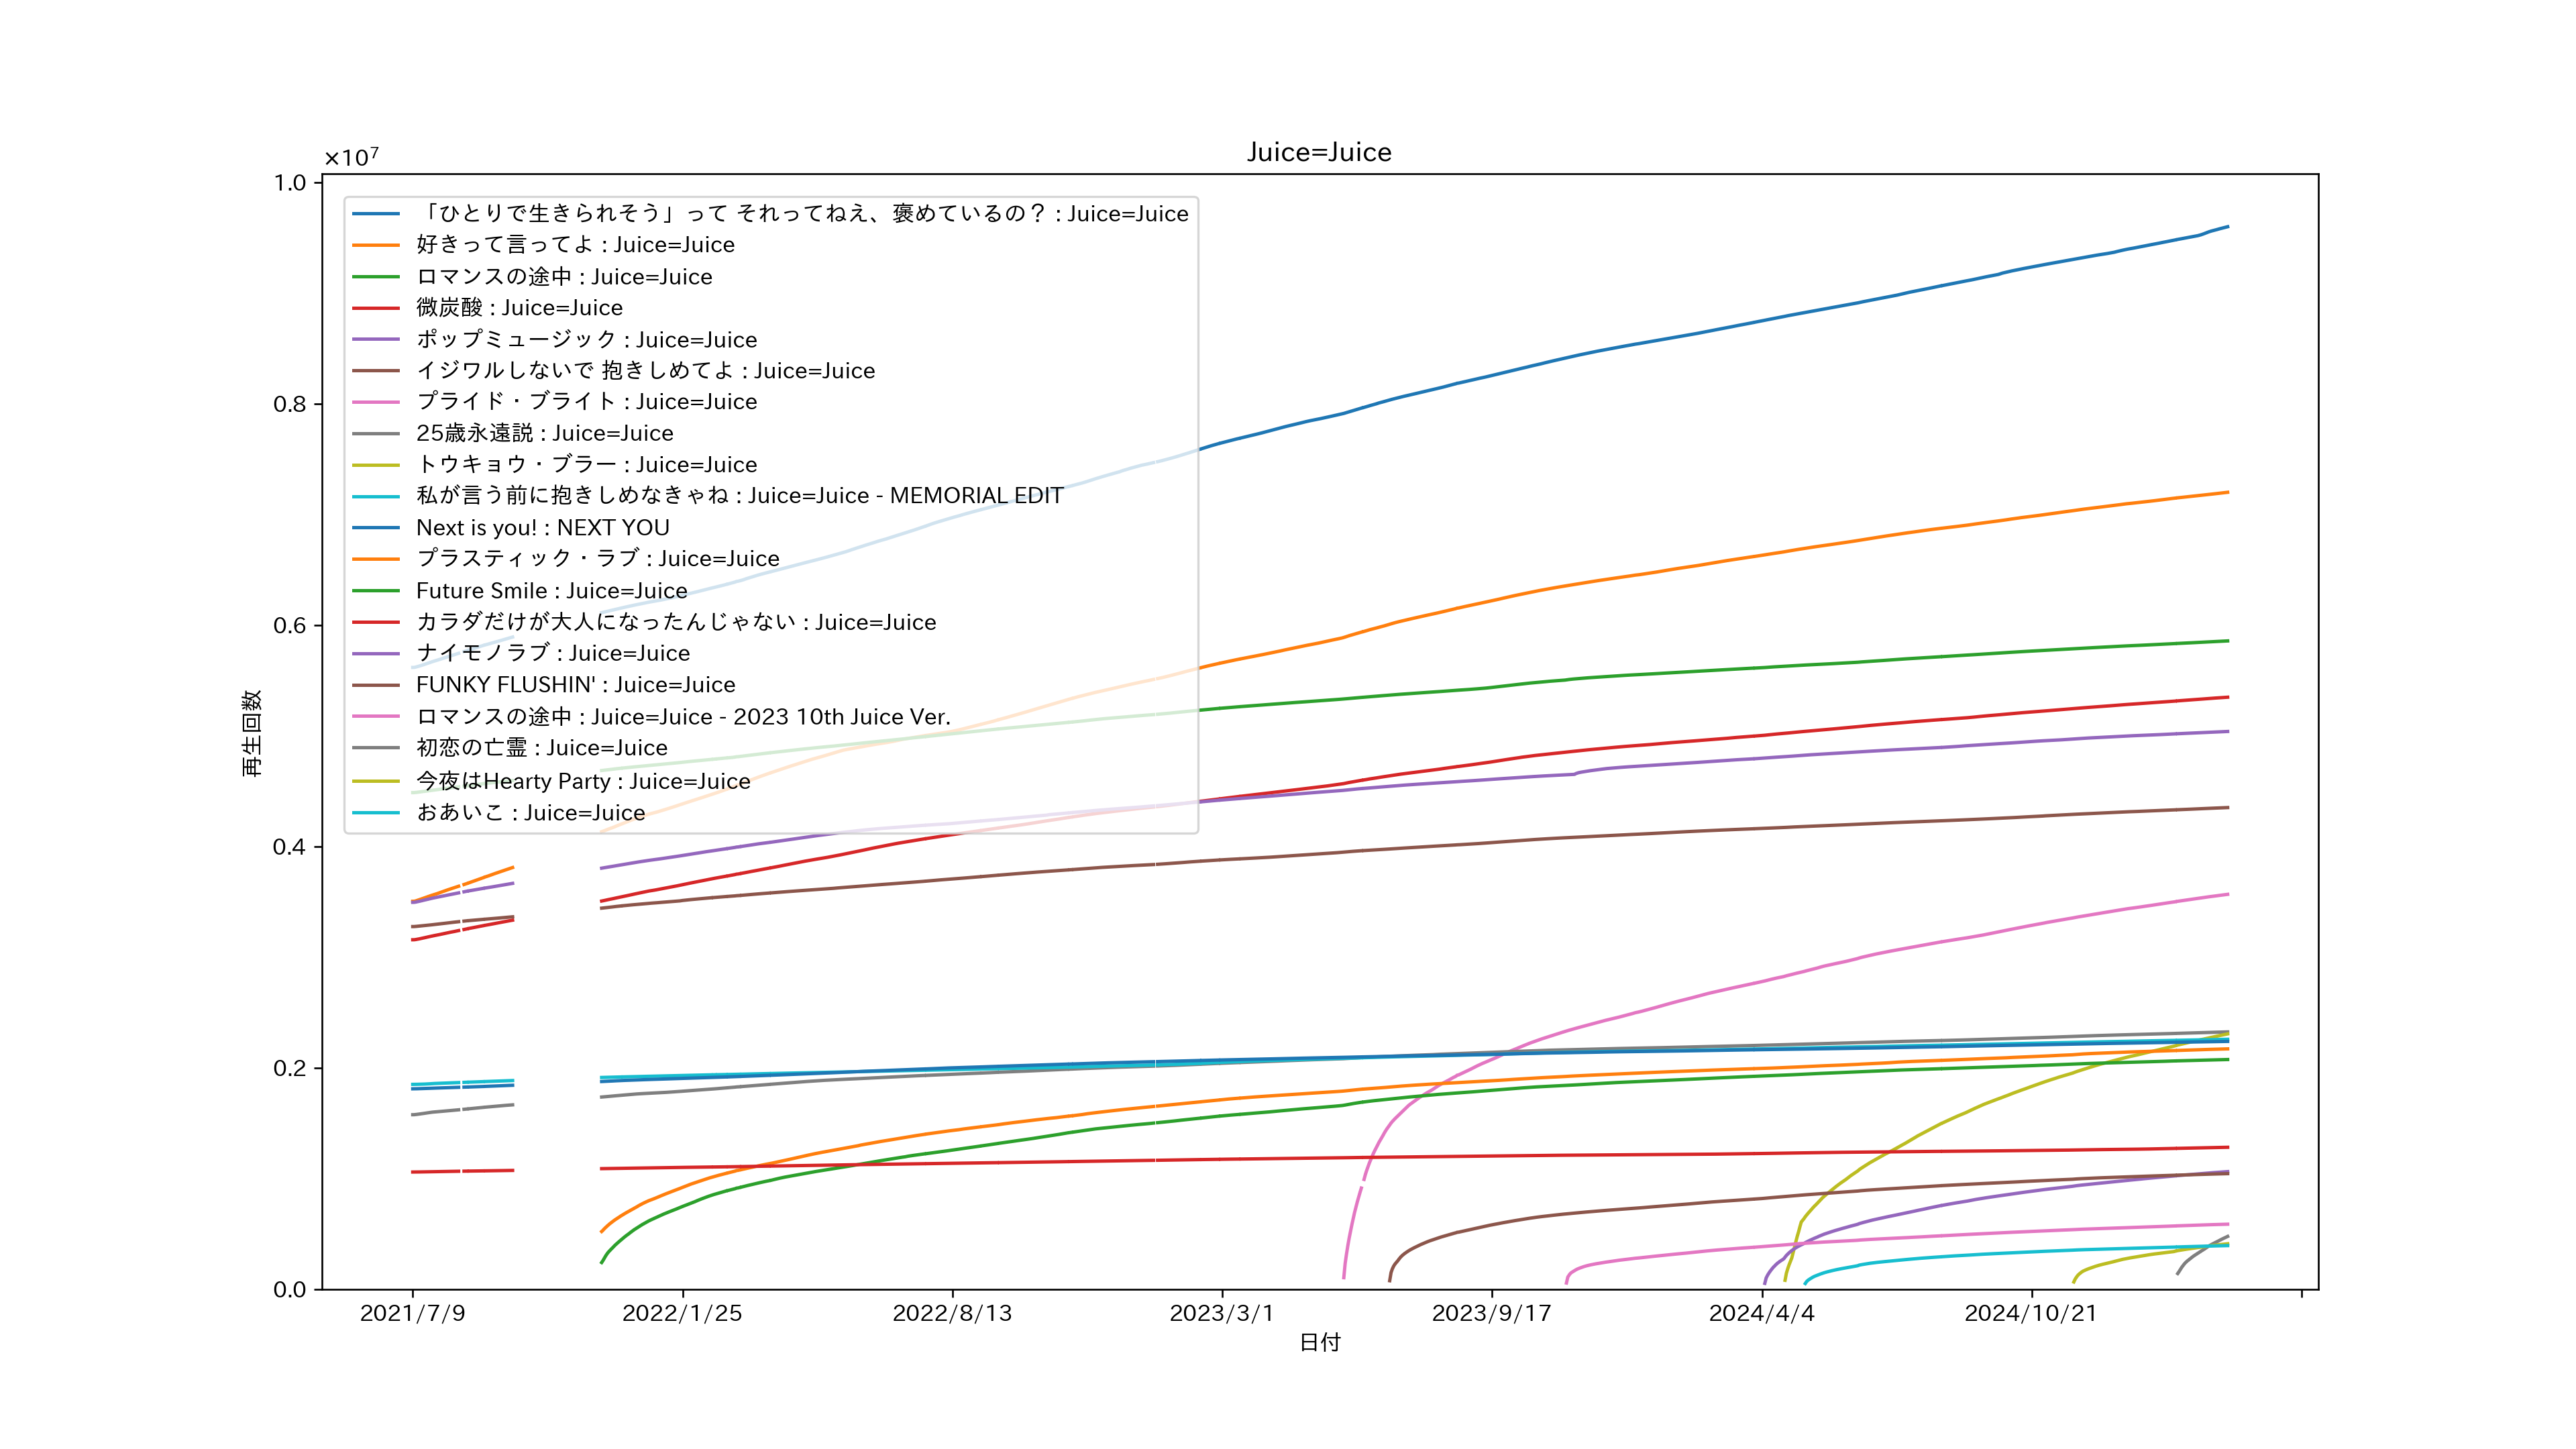 Juice=Juice
×10⁷
1.0
0.8
0.6
0.4
0.2
0.0
再生回数
「ひとりで生きられそう」って それってねえ、褒めているの？ : Juice=Juice
好きって言ってよ : Juice=Juice
ロマンスの途中 : Juice=Juice
微炭酸 : Juice=Juice
ポップミュージック : Juice=Juice
イジワルしないで 抱きしめてよ : Juice=Juice
プライド・ブライト : Juice=Juice
25歳永遠説 : Juice=Juice
トウキョウ・ブラー : Juice=Juice
私が言う前に抱きしめなきゃね : Juice=Juice - MEMORIAL EDIT
Next is you! : NEXT YOU
プラスティック・ラブ : Juice=Juice
Future Smile : Juice=Juice
カラダだけが大人になったんじゃない : Juice=Juice
ナイモノラブ : Juice=Juice
FUNKY FLUSHIN' : Juice=Juice
ロマンスの途中 : Juice=Juice - 2023 10th Juice Ver.
初恋の亡霊 : Juice=Juice
今夜はHearty Party : Juice=Juice
おあいこ : Juice=Juice
2021/7/9
2022/1/25
2022/8/13
2023/3/1
2023/9/17
2024/4/4
2024/10/21
日付